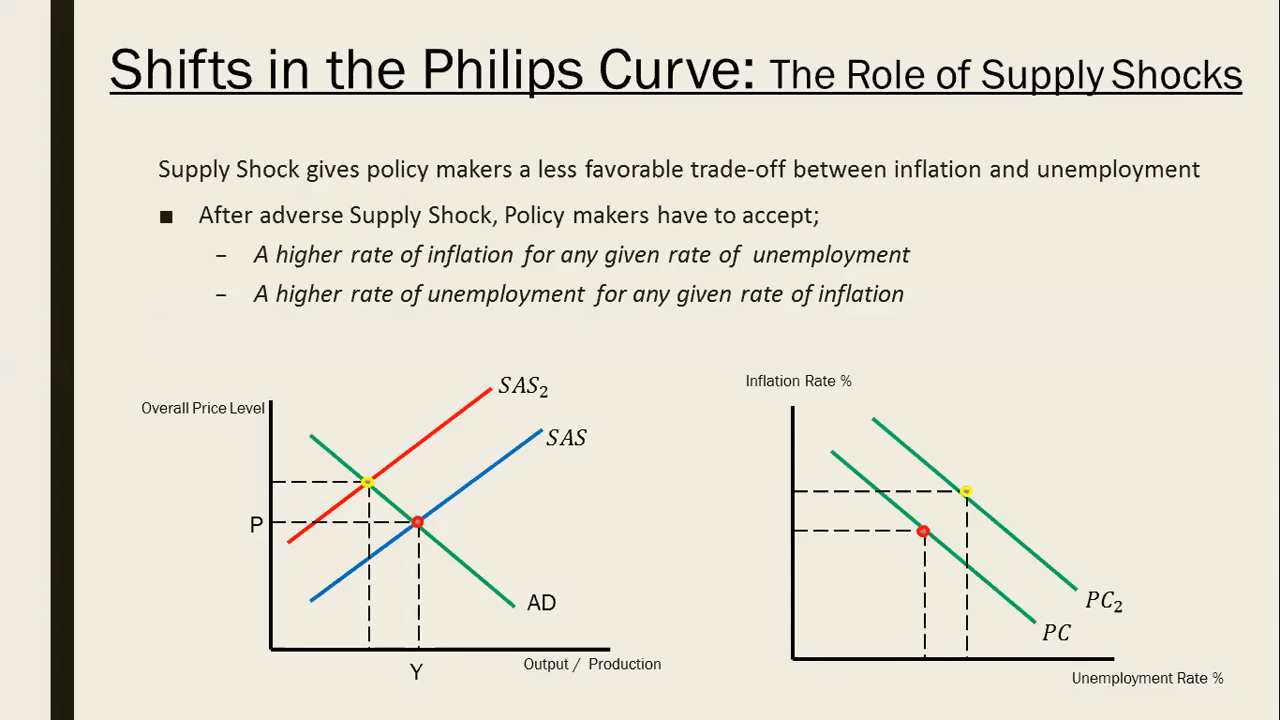 Shifts in the Philips Curve: The Role of Supply Shocks
Supply Shock gives policy makers a less favorable trade-off between inflation and unemployment
■ After adverse Supply Shock, Policy makers have to accept;
– A higher rate of inflation for any given rate of unemployment
– A higher rate of unemployment for any given rate of inflation
Overall Price Level
SAS₂
SAS
P
AD
Y
Output / Production
Inflation Rate %
PC₂
PC
Unemployment Rate %